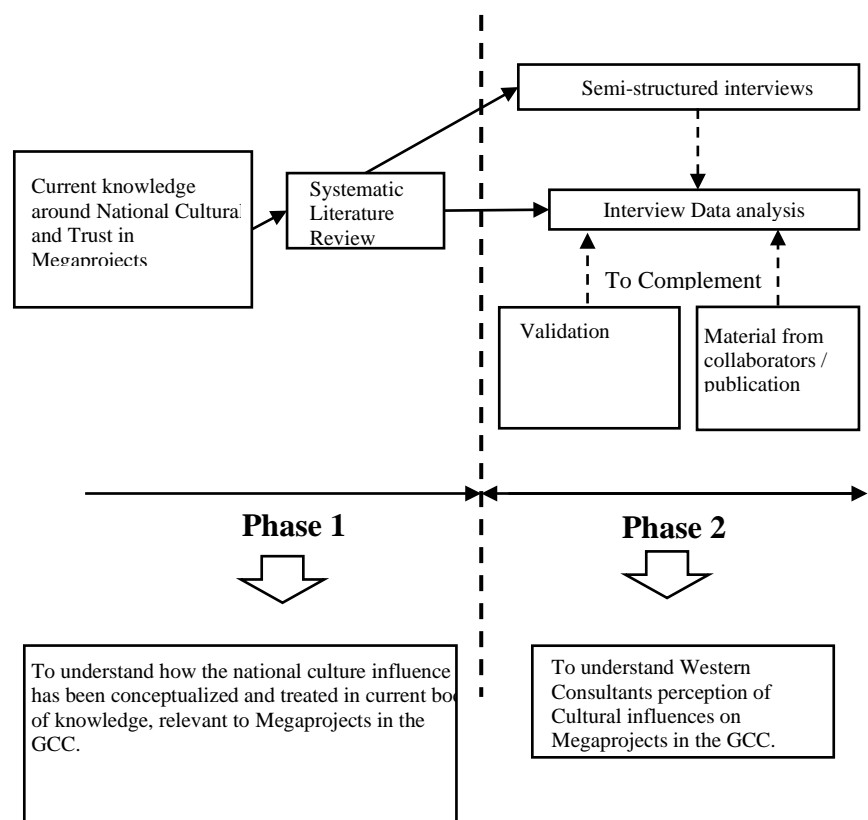 Semi-structured interviews
Current knowledge
around National Cultural
and Trust in
Megaprojects
Systematic
Literature
Review
Interview Data analysis
To Complement
Validation
Material from
collaborators /
publication
Phase 1
Phase 2
To understand how the national culture influence
has been conceptualized and treated in current bo
of knowledge, relevant to Megaprojects in the
GCC.
To understand Western
Consultants perception of
Cultural influences on
Megaprojects in the GCC.